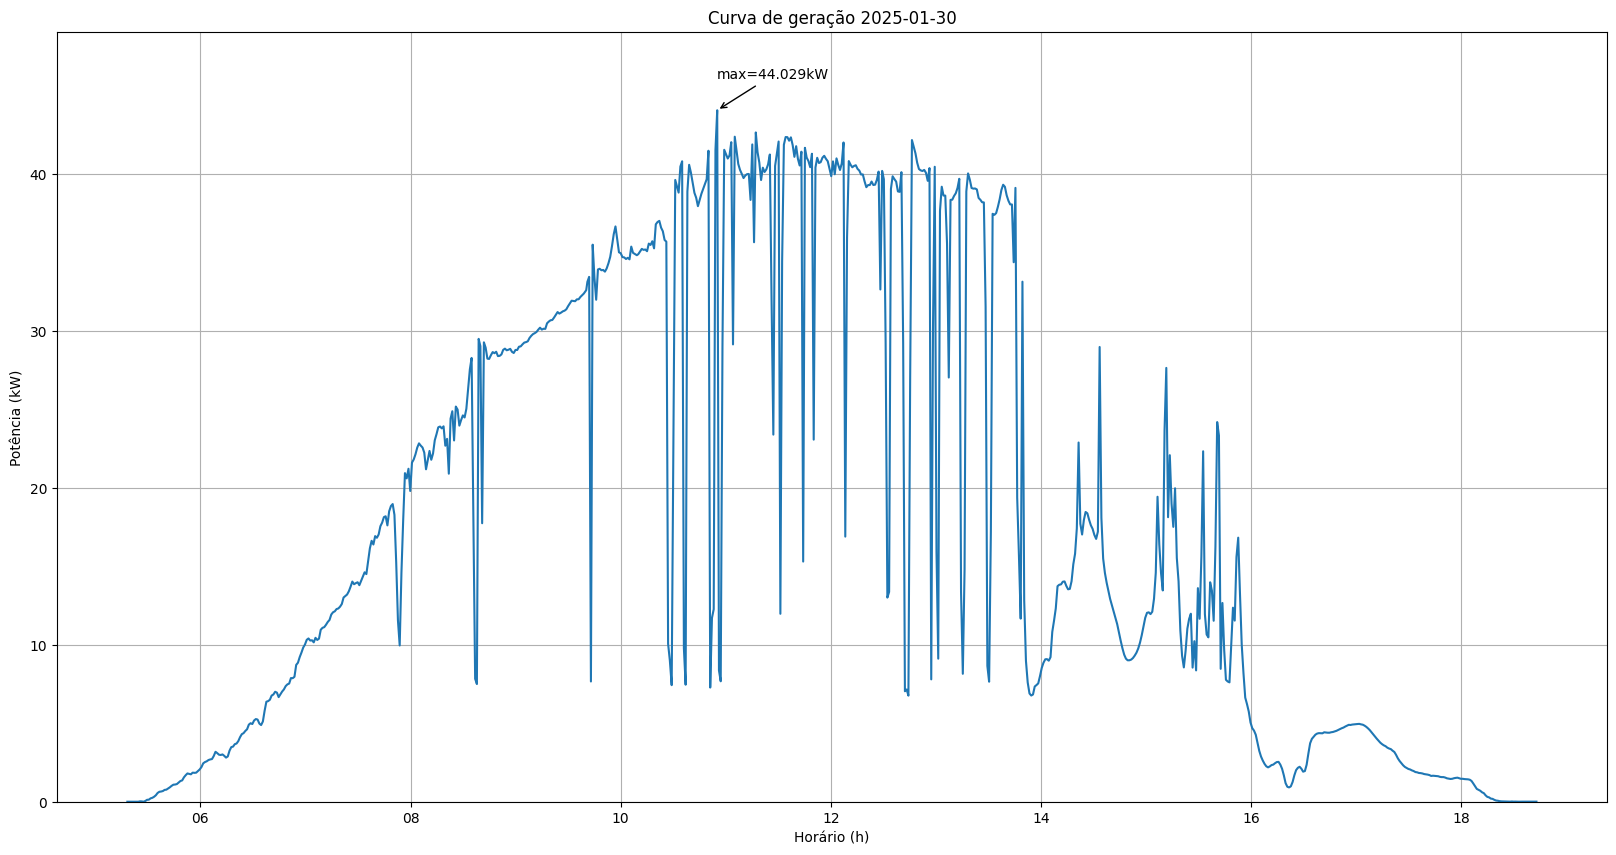 Curva de geração 2025-01-30
max=44.029kW
Potência (kW)
40
30
20
10
0
06 08 10 12 14 16 18
Horário (h)